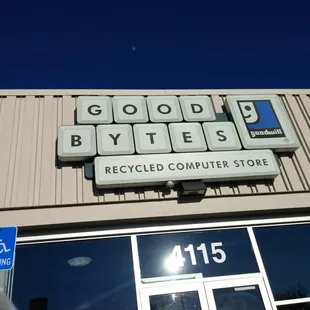 GOOD
BYTES
goodwill
RECYCLED COMPUTER STORE
4115